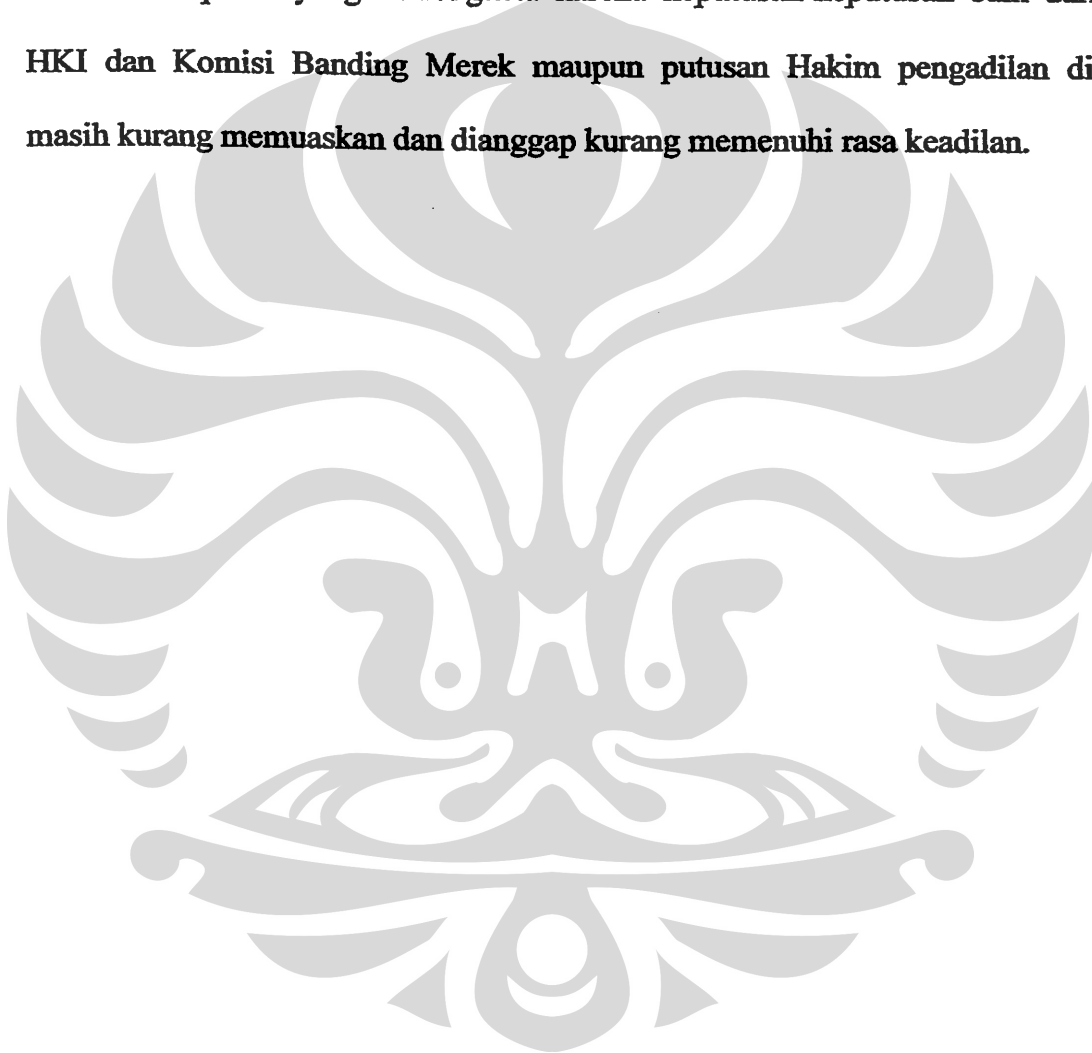 HKI dan Komisi Banding Merek maupun putusan Hakim pengadilan di
masih kurang memuaskan dan dianggap kurang memenuhi rasa keadilan.